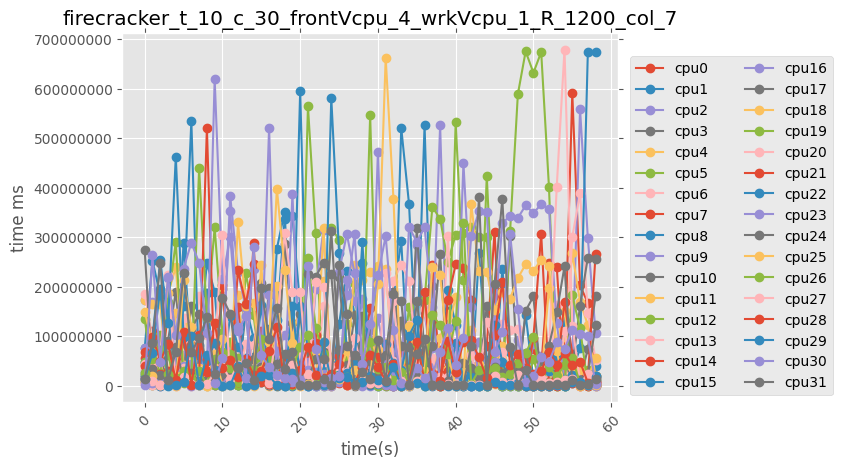 firecracker_t_10_c_30_frontVcpu_4_wrkVcpu_1_R_1200_col_7
700000000
600000000
500000000
400000000
300000000
200000000
100000000
0
time ms
0 10 20 30 40 50 60
time(s)
cpu0
cpu1
cpu2
cpu3
cpu4
cpu5
cpu6
cpu7
cpu8
cpu9
cpu10
cpu11
cpu12
cpu13
cpu14
cpu15
cpu16
cpu17
cpu18
cpu19
cpu20
cpu21
cpu22
cpu23
cpu24
cpu25
cpu26
cpu27
cpu28
cpu29
cpu30
cpu31